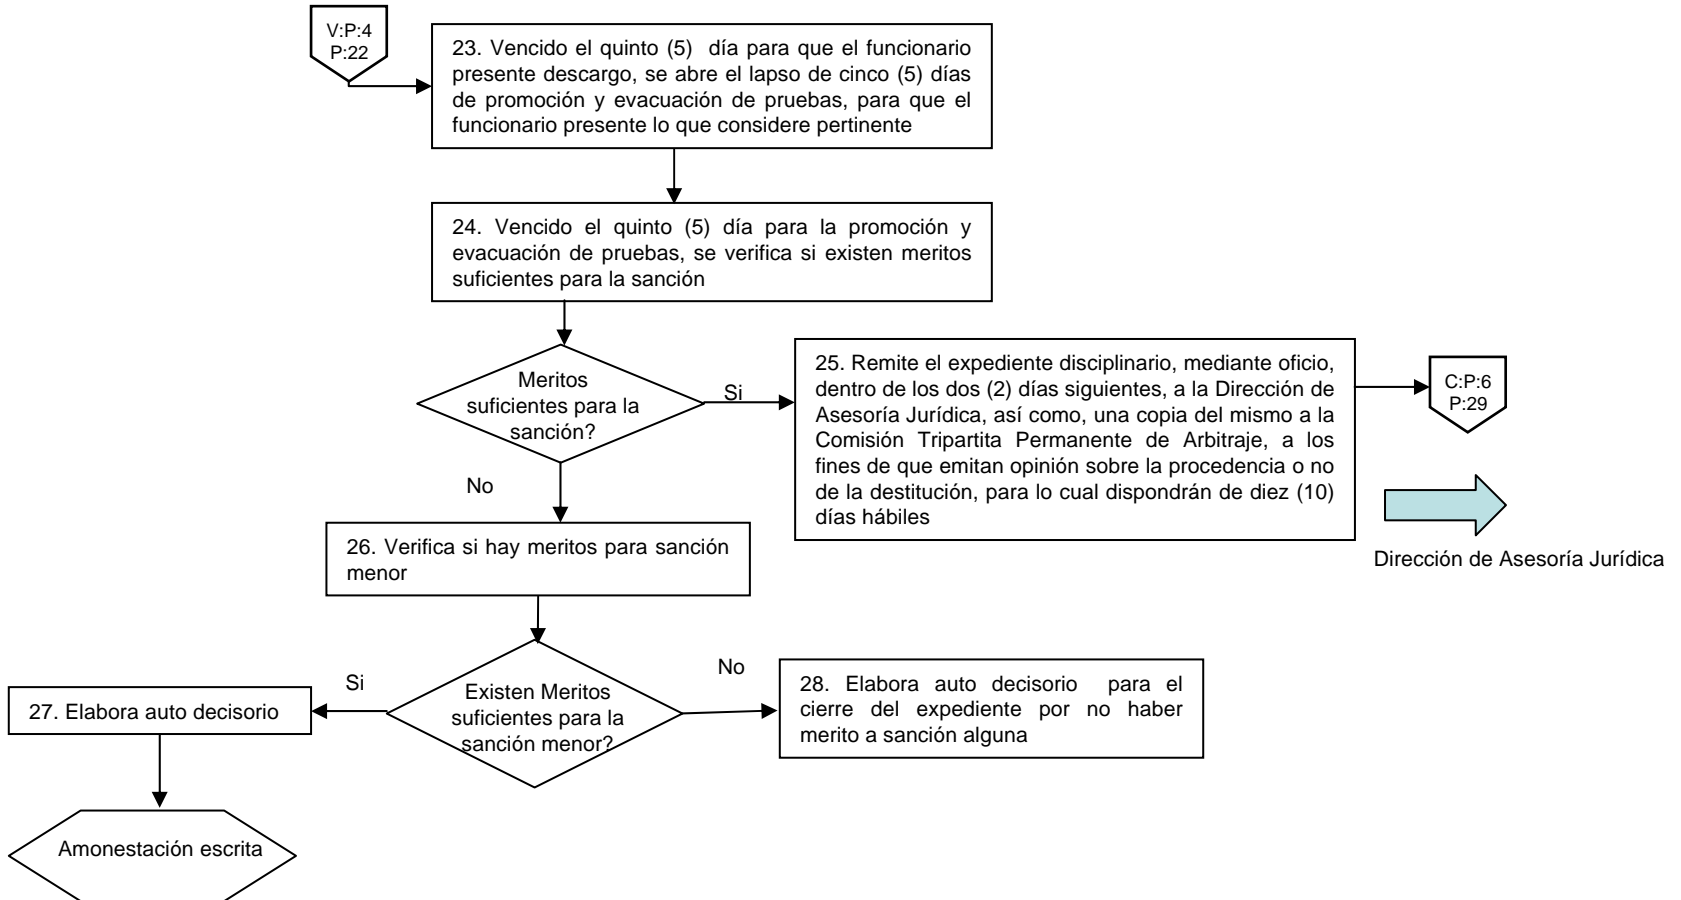 V:P:4
P:22
23. Vencido el quinto (5) día para que el funcionario
presente descargo, se abre el lapso de cinco (5) días
de promoción y evacuación de pruebas, para que el
funcionario presente lo que considere pertinente
24. Vencido el quinto (5) día para la promoción y
evacuación de pruebas, se verifica si existen meritos
suficientes para la sanción
Meritos
suficientes para la
sanción?
Si
25. Remite el expediente disciplinario, mediante oficio,
dentro de los dos (2) días siguientes, a la Dirección de
Asesoría Jurídica, así como, una copia del mismo a la
Comisión Tripartita Permanente de Arbitraje, a los
fines de que emitan opinión sobre la procedencia o no
de la destitución, para lo cual dispondrán de diez (10)
días hábiles
C:P:6
P:29
Dirección de Asesoría Jurídica
No
26. Verifica si hay meritos para sanción
menor
Existen Meritos
suficientes para la
sanción menor?
Si
27. Elabora auto decisorio
No
28. Elabora auto decisorio para el
cierre del expediente por no haber
merito a sanción alguna
Amonestación escrita